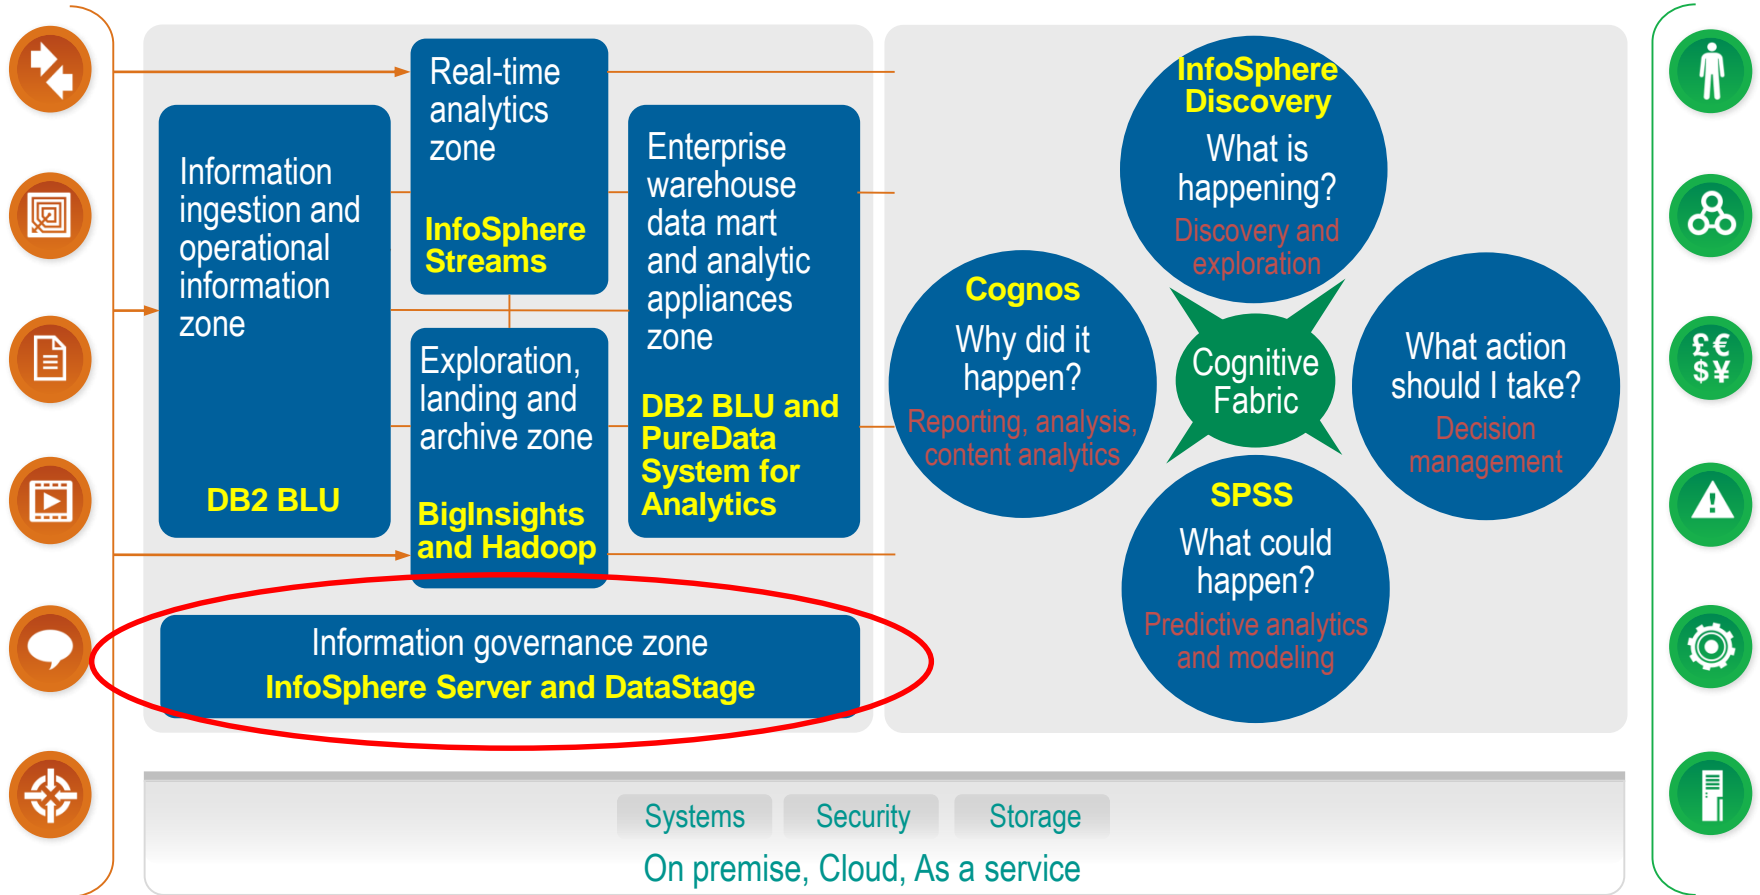 Real-time
analytics
zone
InfoSphere
Streams
Information
ingestion and
operational
information
zone
DB2 BLU
Enterprise
warehouse
data mart
and analytic
appliances
zone
DB2 BLU and
PureData
System for
Analytics
Exploration,
landing and
archive zone
BigInsights
and Hadoop
Information governance zone
InfoSphere Server and DataStage
InfoSphere
Discovery
What is
happening?
Discovery and
exploration
Cognos
Why did it
happen?
Reporting, analysis,
content analytics
Cognitive
Fabric
What action
should I take?
Decision
management
SPSS
What could
happen?
Predictive analytics
and modeling
£€
$¥
Systems
Security
Storage
On premise, Cloud, As a service